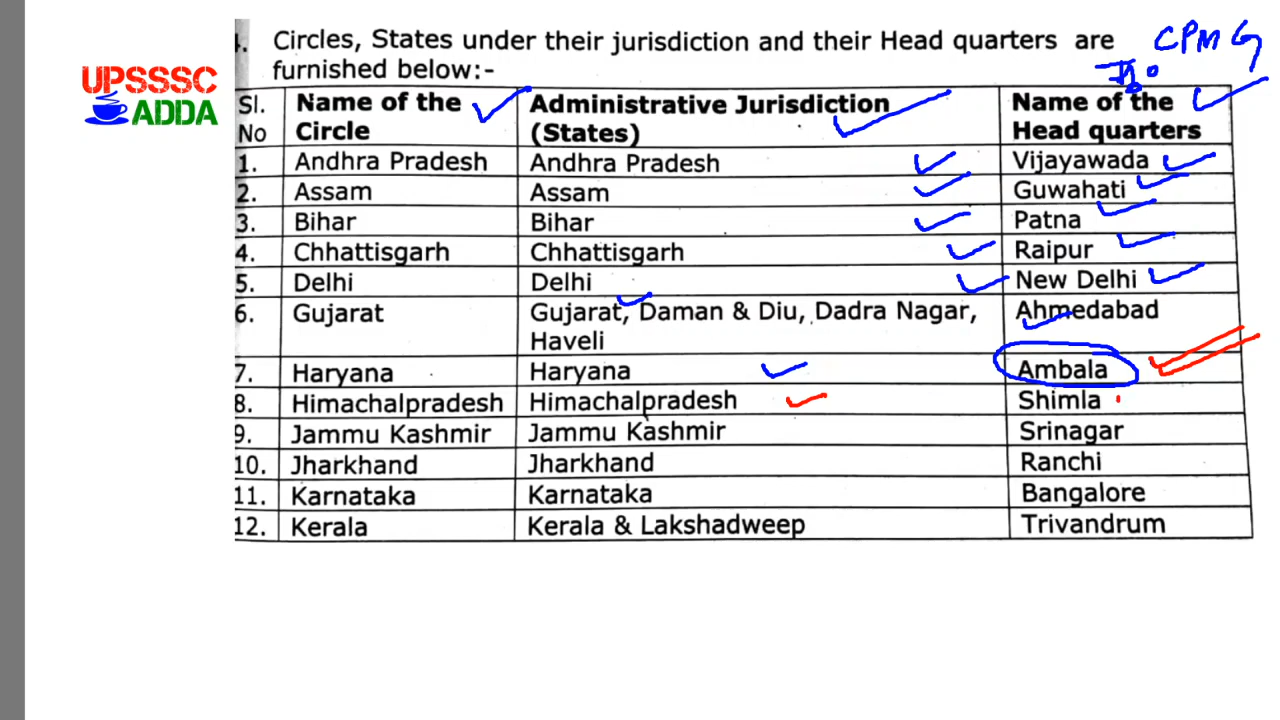 4. Circles, States under their jurisdiction and their Head quarters are
furnished below:-
CPMG
UPSSSC
ADDA
Sl. No Name of the Circle Administrative Jurisdiction (States) Name of the Head quarters
1. Andhra Pradesh Andhra Pradesh Vijayawada
2. Assam Assam Guwahati
3. Bihar Bihar Patna
4. Chhattisgarh Chhattisgarh Raipur
5. Delhi Delhi New Delhi
6. Gujarat Gujarat, Daman & Diu, Dadra Nagar, Haveli Ahmedabad
7. Haryana Haryana Ambala
8. Himachalpradesh Himachalpradesh Shimla
9. Jammu Kashmir Jammu Kashmir Srinagar
10. Jharkhand Jharkhand Ranchi
11. Karnataka Karnataka Bangalore
12. Kerala Kerala & Lakshadweep Trivandrum